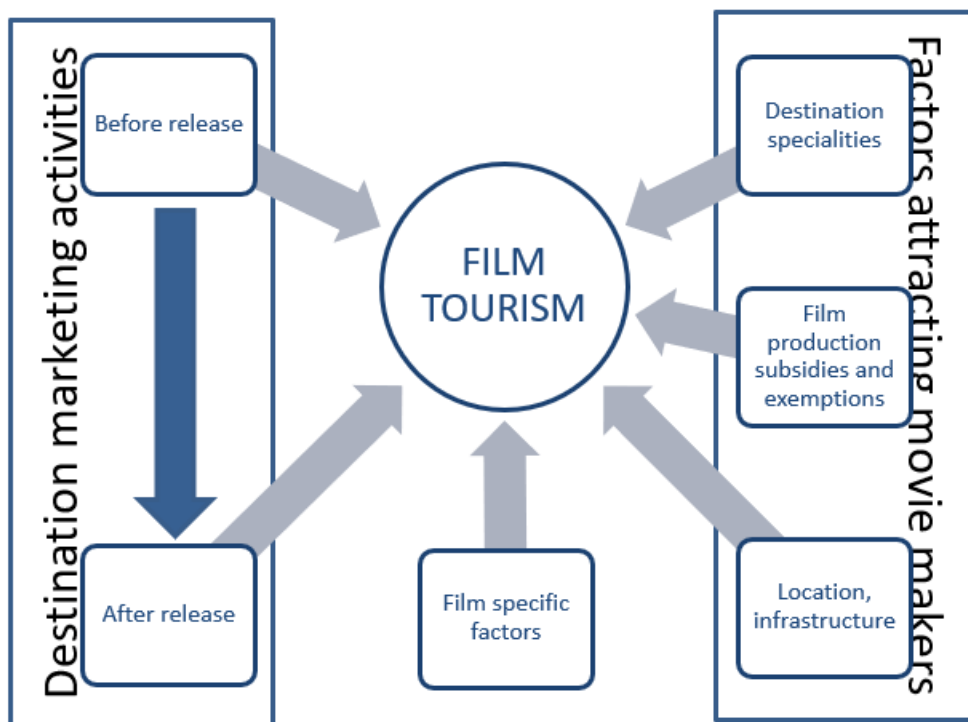 Destination marketing activities
Before release
After release
FILM
TOURISM
Film specific
factors
Factors attracting movie makers
Destination
specialities
Film
production
subsidies and
exemptions
Location,
infrastructure